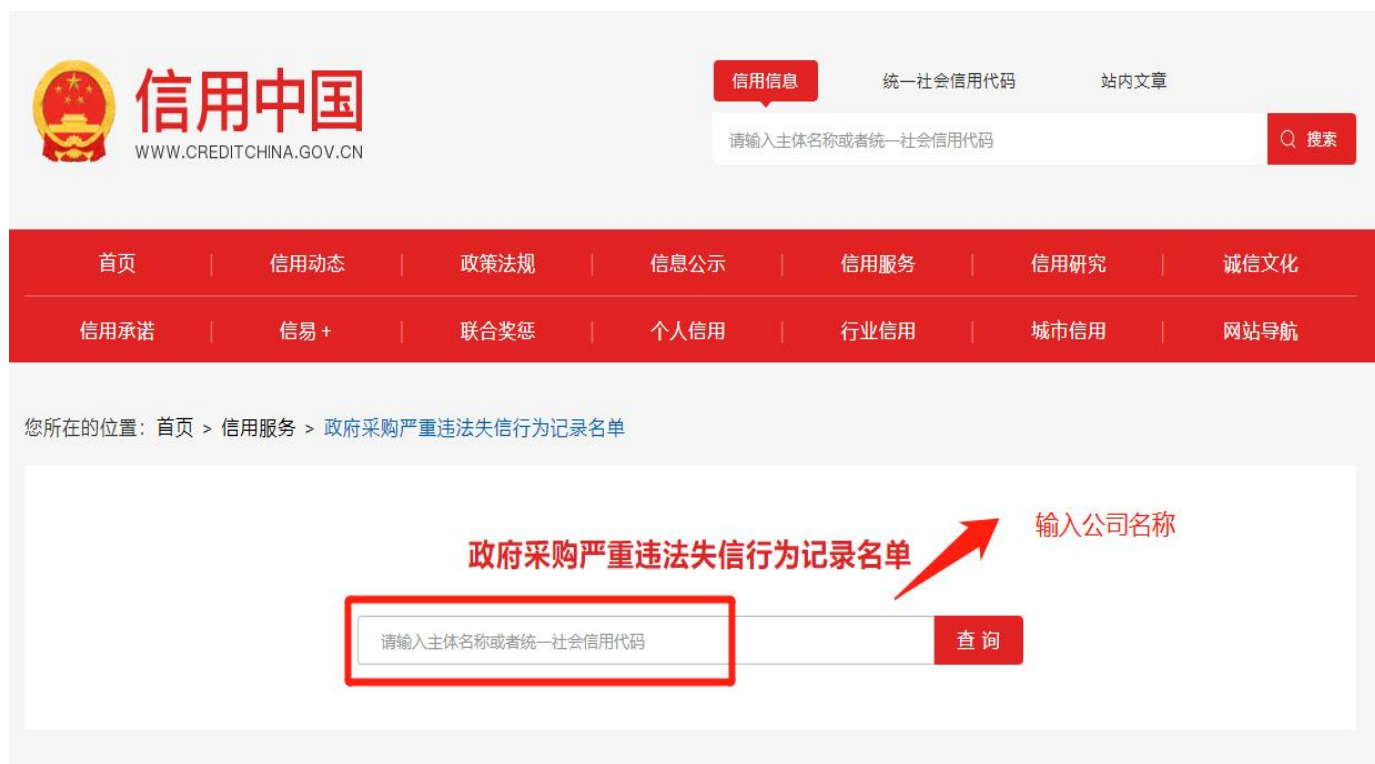 信用中国
WWW.CREDITCHINA.GOV.CN
信用信息 统一社会信用代码 站内文章
请输入主体名称或者统一社会信用代码 搜索
首页 信用动态 政策法规 信息公示 信用服务 信用研究 诚信文化
信用承诺 信易+ 联合奖惩 个人信用 行业信用 城市信用 网站导航
您所在的位置：首页 > 信用服务 > 政府采购严重违法失信行为记录名单
输入公司名称
政府采购严重违法失信行为记录名单
请输入主体名称或者统一社会信用代码 查询